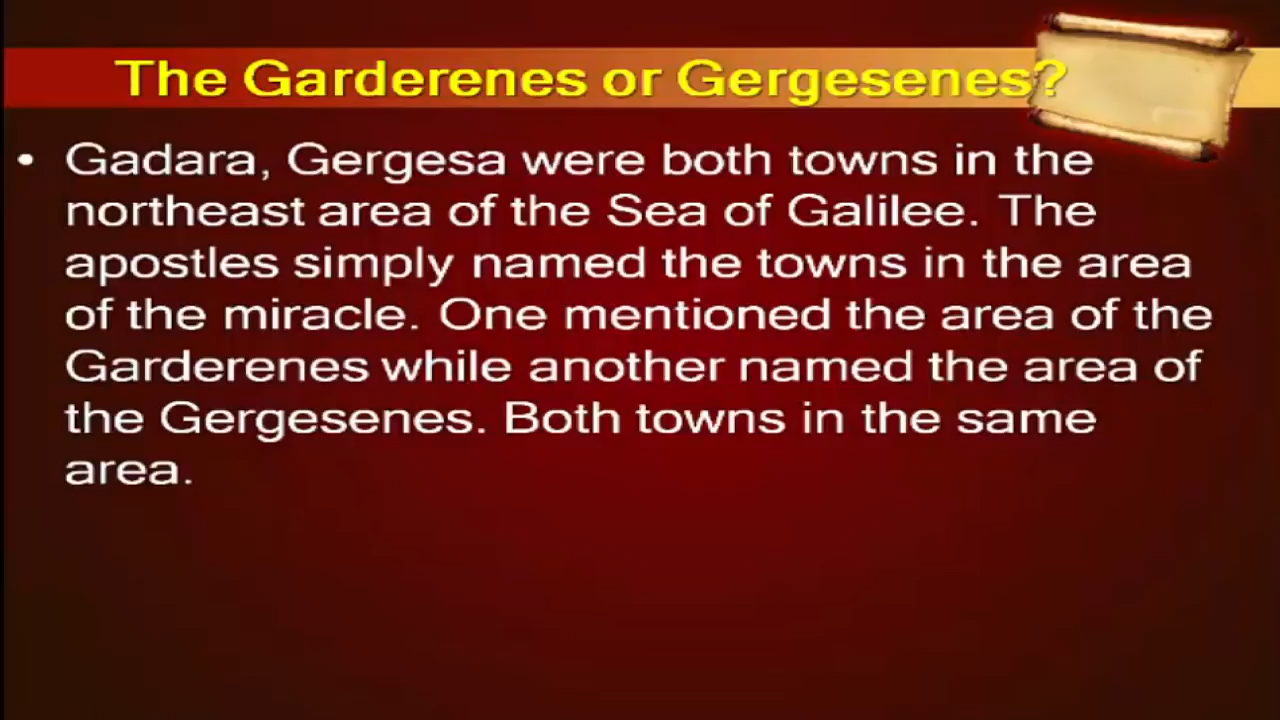 The Garderenes or Gergesenes?
• Gadara, Gergesa were both towns in the
northeast area of the Sea of Galilee. The
apostles simply named the towns in the area
of the miracle. One mentioned the area of the
Garderenes while another named the area of
the Gergesenes. Both towns in the same
area.